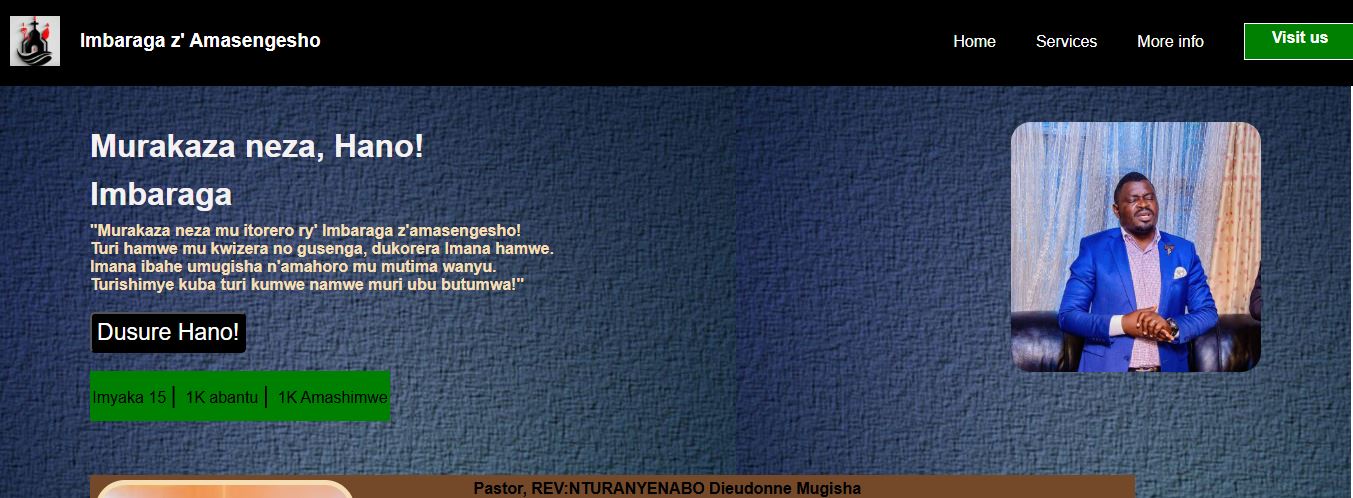 Imbaraga z' Amasengesho
Home
Services
More info
Visit us
Murakaza neza, Hano!
Imbaraga
"Murakaza neza mu itorero ry' Imbaraga z'amasengesho!
Turi hamwe mu kwizera no gusenga, dukorera Imana hamwe.
Imana ibahe umugisha n'amahoro mu mutima wanyu.
Turishimye kuba turi kumwe namwe muri ubu butumwa!"
Dusure Hano!
Imyaka 15 | 1K abantu | 1K Amashimwe
Pastor, REV:NTURANYENABO Dieudonne Mugisha